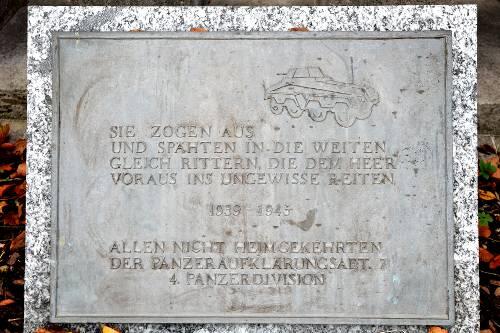 SIE ZOGEN AUS
UND SPÄHTEN IN DIE WEITEN,
GLEICH RITTERN, DIE DEM HEER
VORAUS INS UNGEWISSE REITEN.
1939 - 1945
ALLEN NICHT HEIMGEKEHRTEN
DER PANZERAUFKLÄRUNGSABT. 7
4. PANZERDIVISION